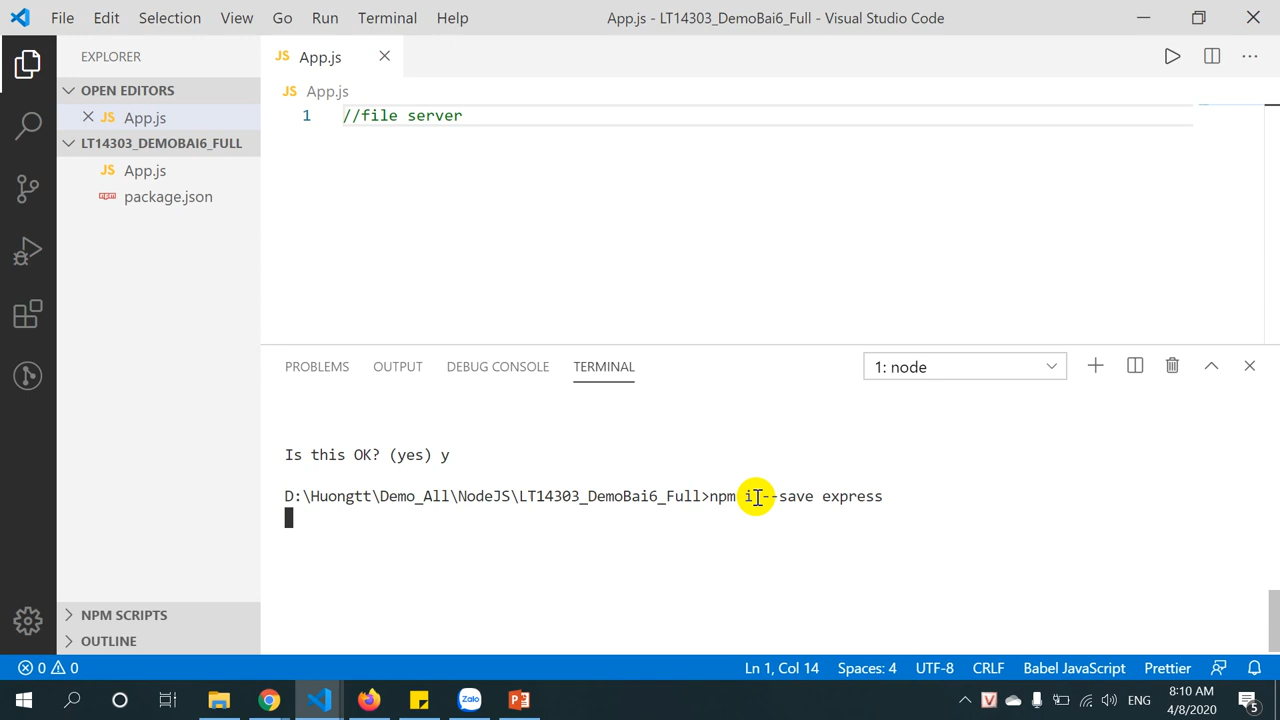 File Edit Selection View Go Run Terminal Help App.js - LT14303_DemoBai6_Full - Visual Studio Code
EXPLORER
OPEN EDITORS
JS App.js
LT14303_DEMOBAI6_FULL
JS App.js
npm package.json
NPM SCRIPTS
OUTLINE
JS App.js
JS App.js
1 //file server
PROBLEMS OUTPUT DEBUG CONSOLE TERMINAL 1: node
Is this OK? (yes) y
D:\Huongtt\Demo_All\NodeJS\LT14303_DemoBai6_Full>npm i --save express
0 0 Ln 1, Col 14 Spaces: 4 UTF-8 CRLF Babel JavaScript Prettier
Zalo P V ENG 8:10 AM
4/8/2020 5